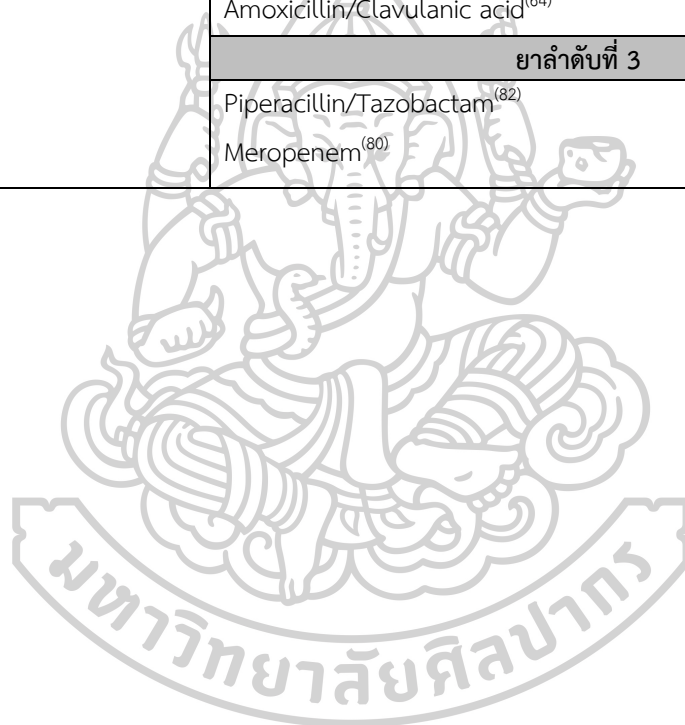 Amoxicillin/Clavulanic acid(64)
ยาลำดับที่ 3
Piperacillin/Tazobactam(82)
Meropenem(80)
มหาวิทยาลัยศิลปากร